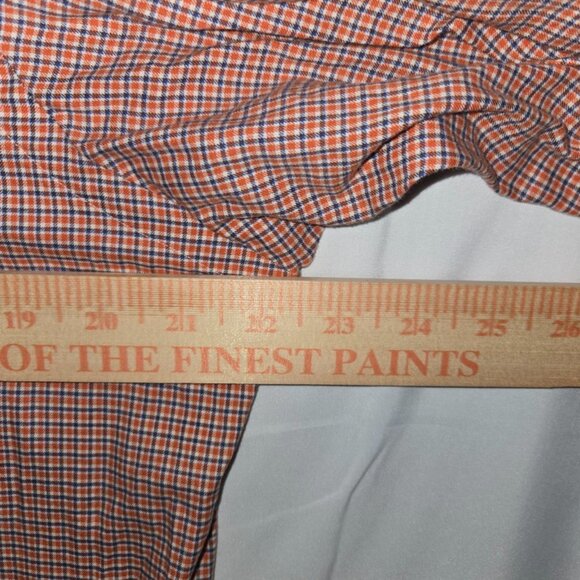 19 20 21 22 23 24 25 26
OF THE FINEST PAINTS